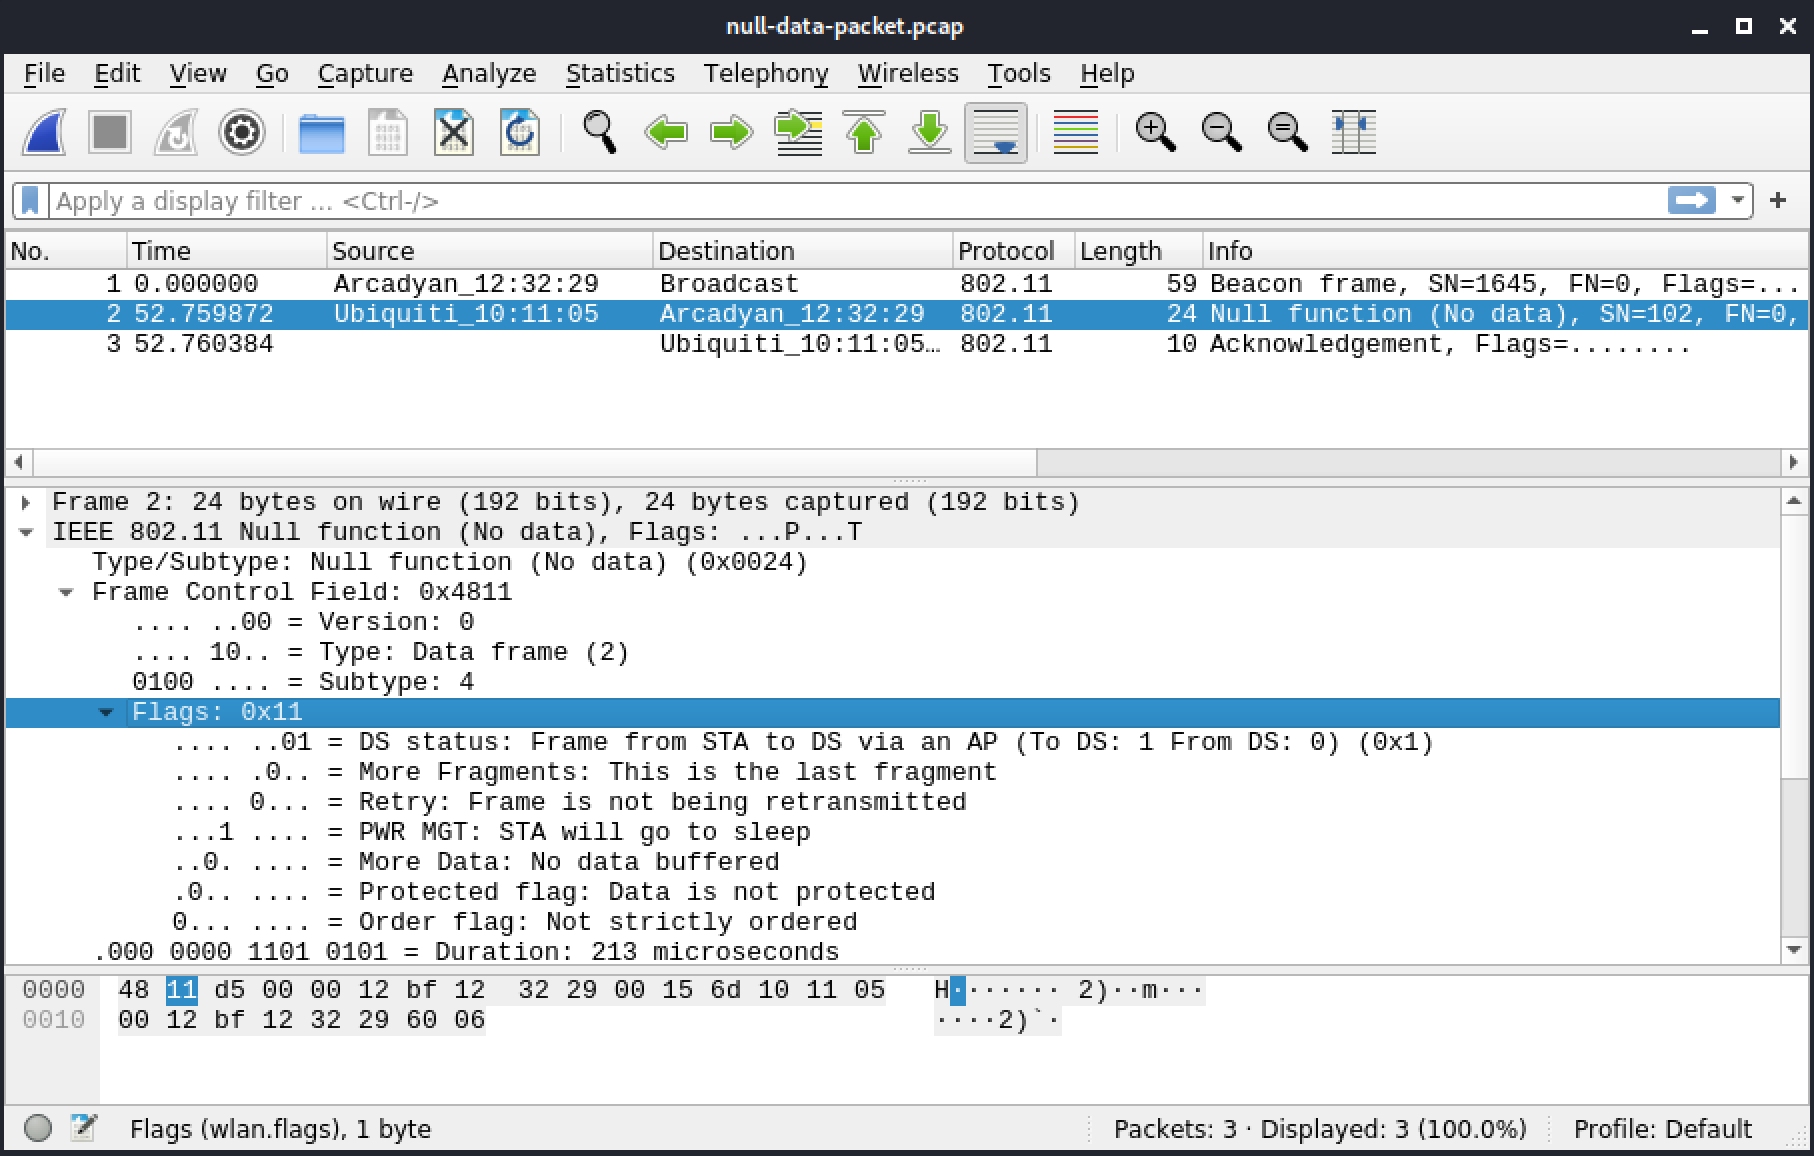 null-data-packet.pcap
File Edit View Go Capture Analyze Statistics Telephony Wireless Tools Help
Apply a display filter ... <Ctrl-/>
No. Time Source Destination Protocol Length Info
1 0.000000 Arcadyan_12:32:29 Broadcast 802.11 59 Beacon frame, SN=1645, FN=0, Flags=...
2 52.759872 Ubiquiti_10:11:05 Arcadyan_12:32:29 802.11 24 Null function (No data), SN=102, FN=0,
3 52.760384 Ubiquiti_10:11:05… 802.11 10 Acknowledgement, Flags=........
Frame 2: 24 bytes on wire (192 bits), 24 bytes captured (192 bits)
IEEE 802.11 Null function (No data), Flags: ...P...T
Type/Subtype: Null function (No data) (0x0024)
Frame Control Field: 0x4811
.... ..00 = Version: 0
.... 10.. = Type: Data frame (2)
0100 .... = Subtype: 4
Flags: 0x11
.... ..01 = DS status: Frame from STA to DS via an AP (To DS: 1 From DS: 0) (0x1)
.... .0.. = More Fragments: This is the last fragment
.... 0... = Retry: Frame is not being retransmitted
...1 .... = PWR MGT: STA will go to sleep
..0. .... = More Data: No data buffered
.0.. .... = Protected flag: Data is not protected
0... .... = Order flag: Not strictly ordered
.000 0000 1101 0101 = Duration: 213 microseconds
0000 48 11 d5 00 00 12 bf 12 32 29 00 15 6d 10 11 05 H······· 2)··m···
0010 00 12 bf 12 32 29 60 06 ····2)`·
Flags (wlan.flags), 1 byte Packets: 3 · Displayed: 3 (100.0%) Profile: Default